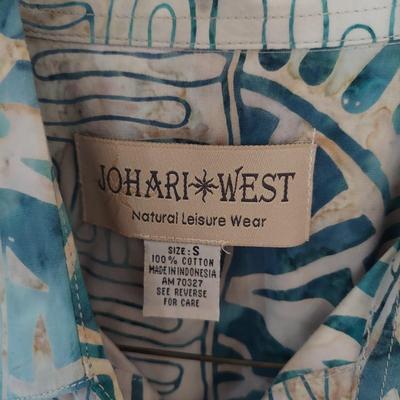 JOHARI✴WEST
Natural Leisure Wear
SIZE: S
100% COTTON
MADE IN INDONESIA
AM 70327
SEE REVERSE
FOR CARE